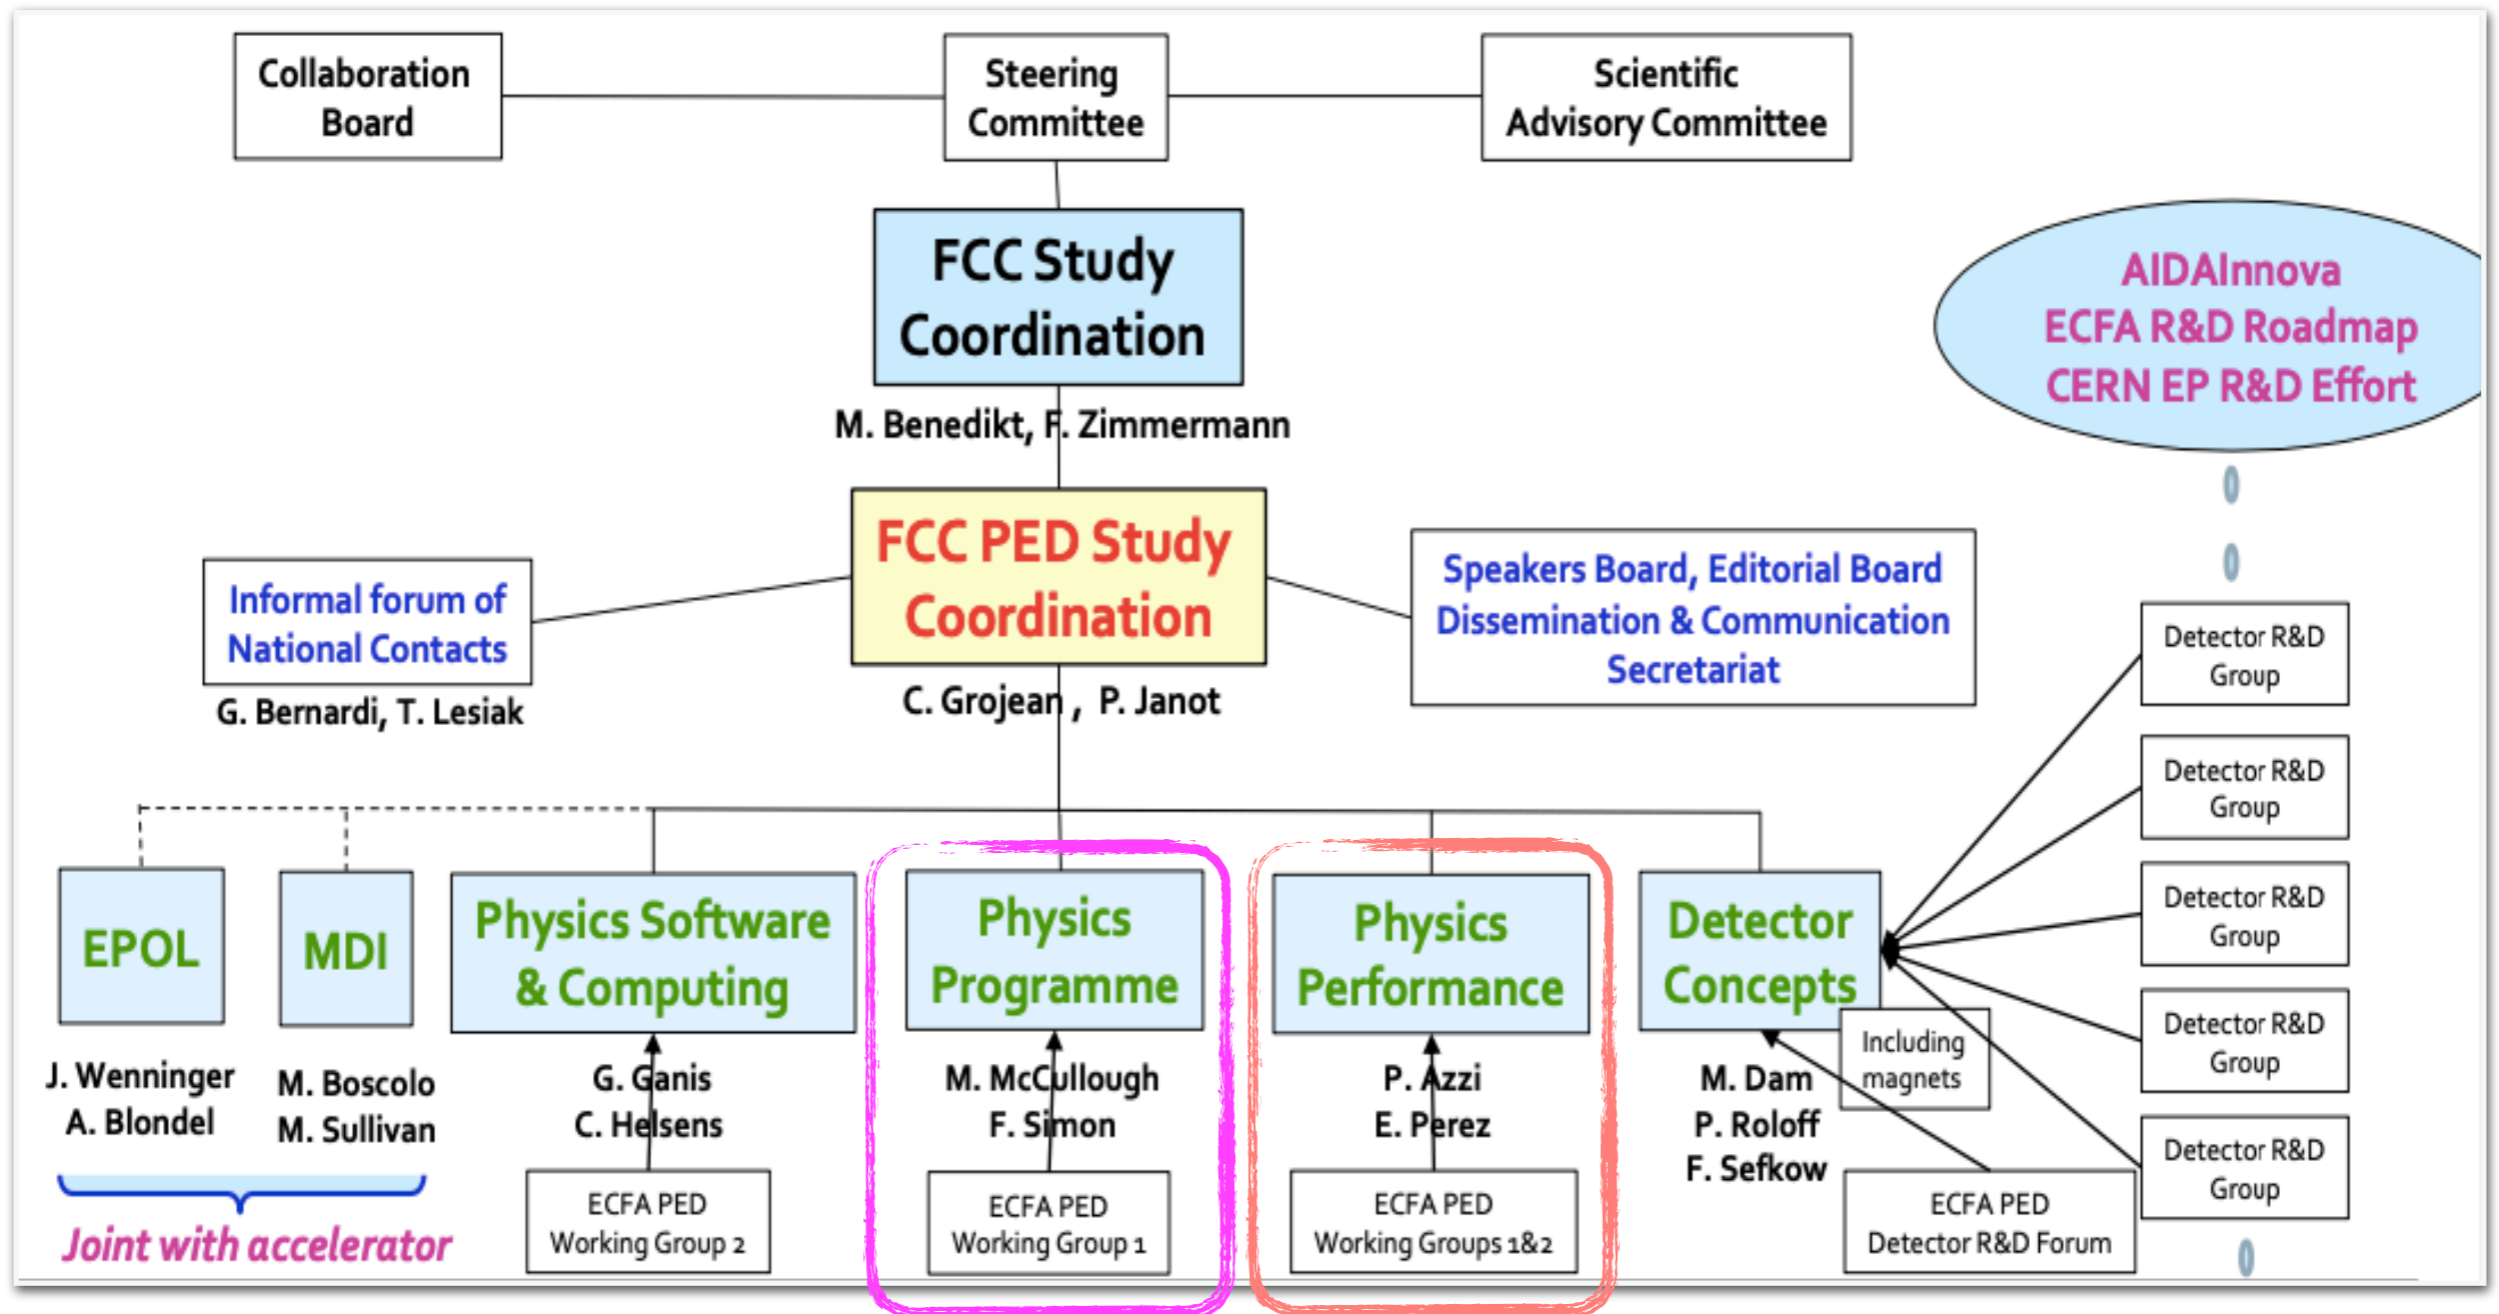 Collaboration
Board
Steering
Committee
Scientific
Advisory Committee
FCC Study
Coordination
M. Benedikt, F. Zimmermann
AIDAInnova
ECFA R&D Roadmap
CERN EP R&D Effort
FCC PED Study
Coordination
C. Grojean , P. Janot
Informal forum of
National Contacts
G. Bernardi, T. Lesiak
Speakers Board, Editorial Board
Dissemination & Communication
Secretariat
Detector R&D
Group
Detector R&D
Group
Detector R&D
Group
Detector R&D
Group
Detector R&D
Group
EPOL
J. Wenninger
A. Blondel
MDI
M. Boscolo
M. Sullivan
Joint with accelerator
Physics Software
& Computing
G. Ganis
C. Helsens
ECFA PED
Working Group 2
Physics
Programme
M. McCullough
F. Simon
ECFA PED
Working Group 1
Physics
Performance
P. Azzi
E. Perez
ECFA PED
Working Groups 1&2
Detector
Concepts
Including
magnets
M. Dam
P. Roloff
F. Sefkow
ECFA PED
Detector R&D Forum